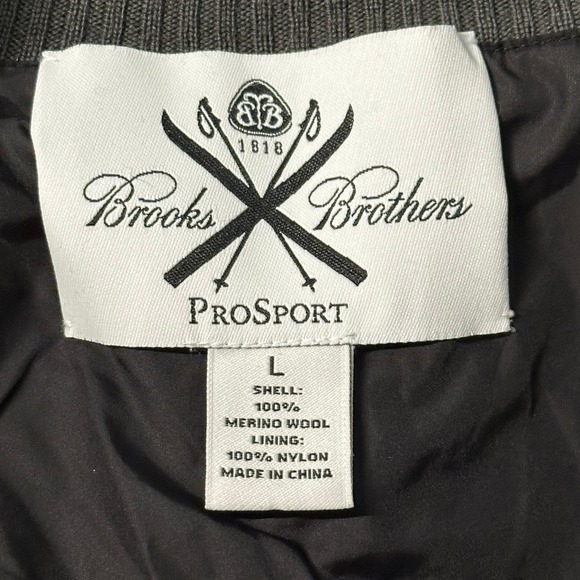 BB
1818
Brooks Brothers
PROSPORT
L
SHELL:
100%
MERINO WOOL
LINING:
100% NYLON
MADE IN CHINA